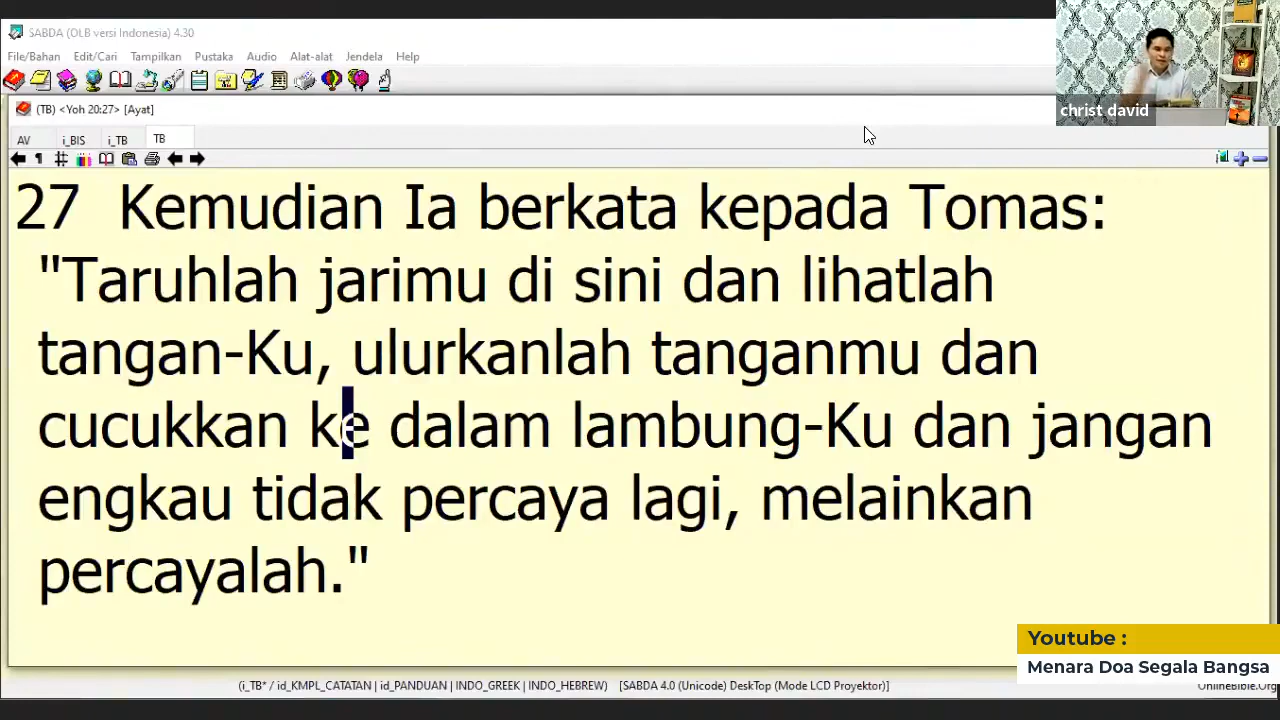 SABDA (OLB versi Indonesia) 4.30
File/Bahan Edit/Cari Tampilkan Pustaka Audio Alat-alat Jendela Help
(TB) <Yoh 20:27> [Ayat]
AV i_BIS i_TB TB
christ david
27 Kemudian Ia berkata kepada Tomas:
"Taruhlah jarimu di sini dan lihatlah
tangan-Ku, ulurkanlah tanganmu dan
cucukkan ke dalam lambung-Ku dan jangan
engkau tidak percaya lagi, melainkan
percayalah."
Youtube :
Menara Doa Segala Bangsa
(i_TB* / id_KMPL_CATATAN | id_PANDUAN | INDO_GREEK | INDO_HEBREW) [SABDA 4.0 (Unicode) DeskTop (Mode LCD Proyektor)]
OnlineBible.Org